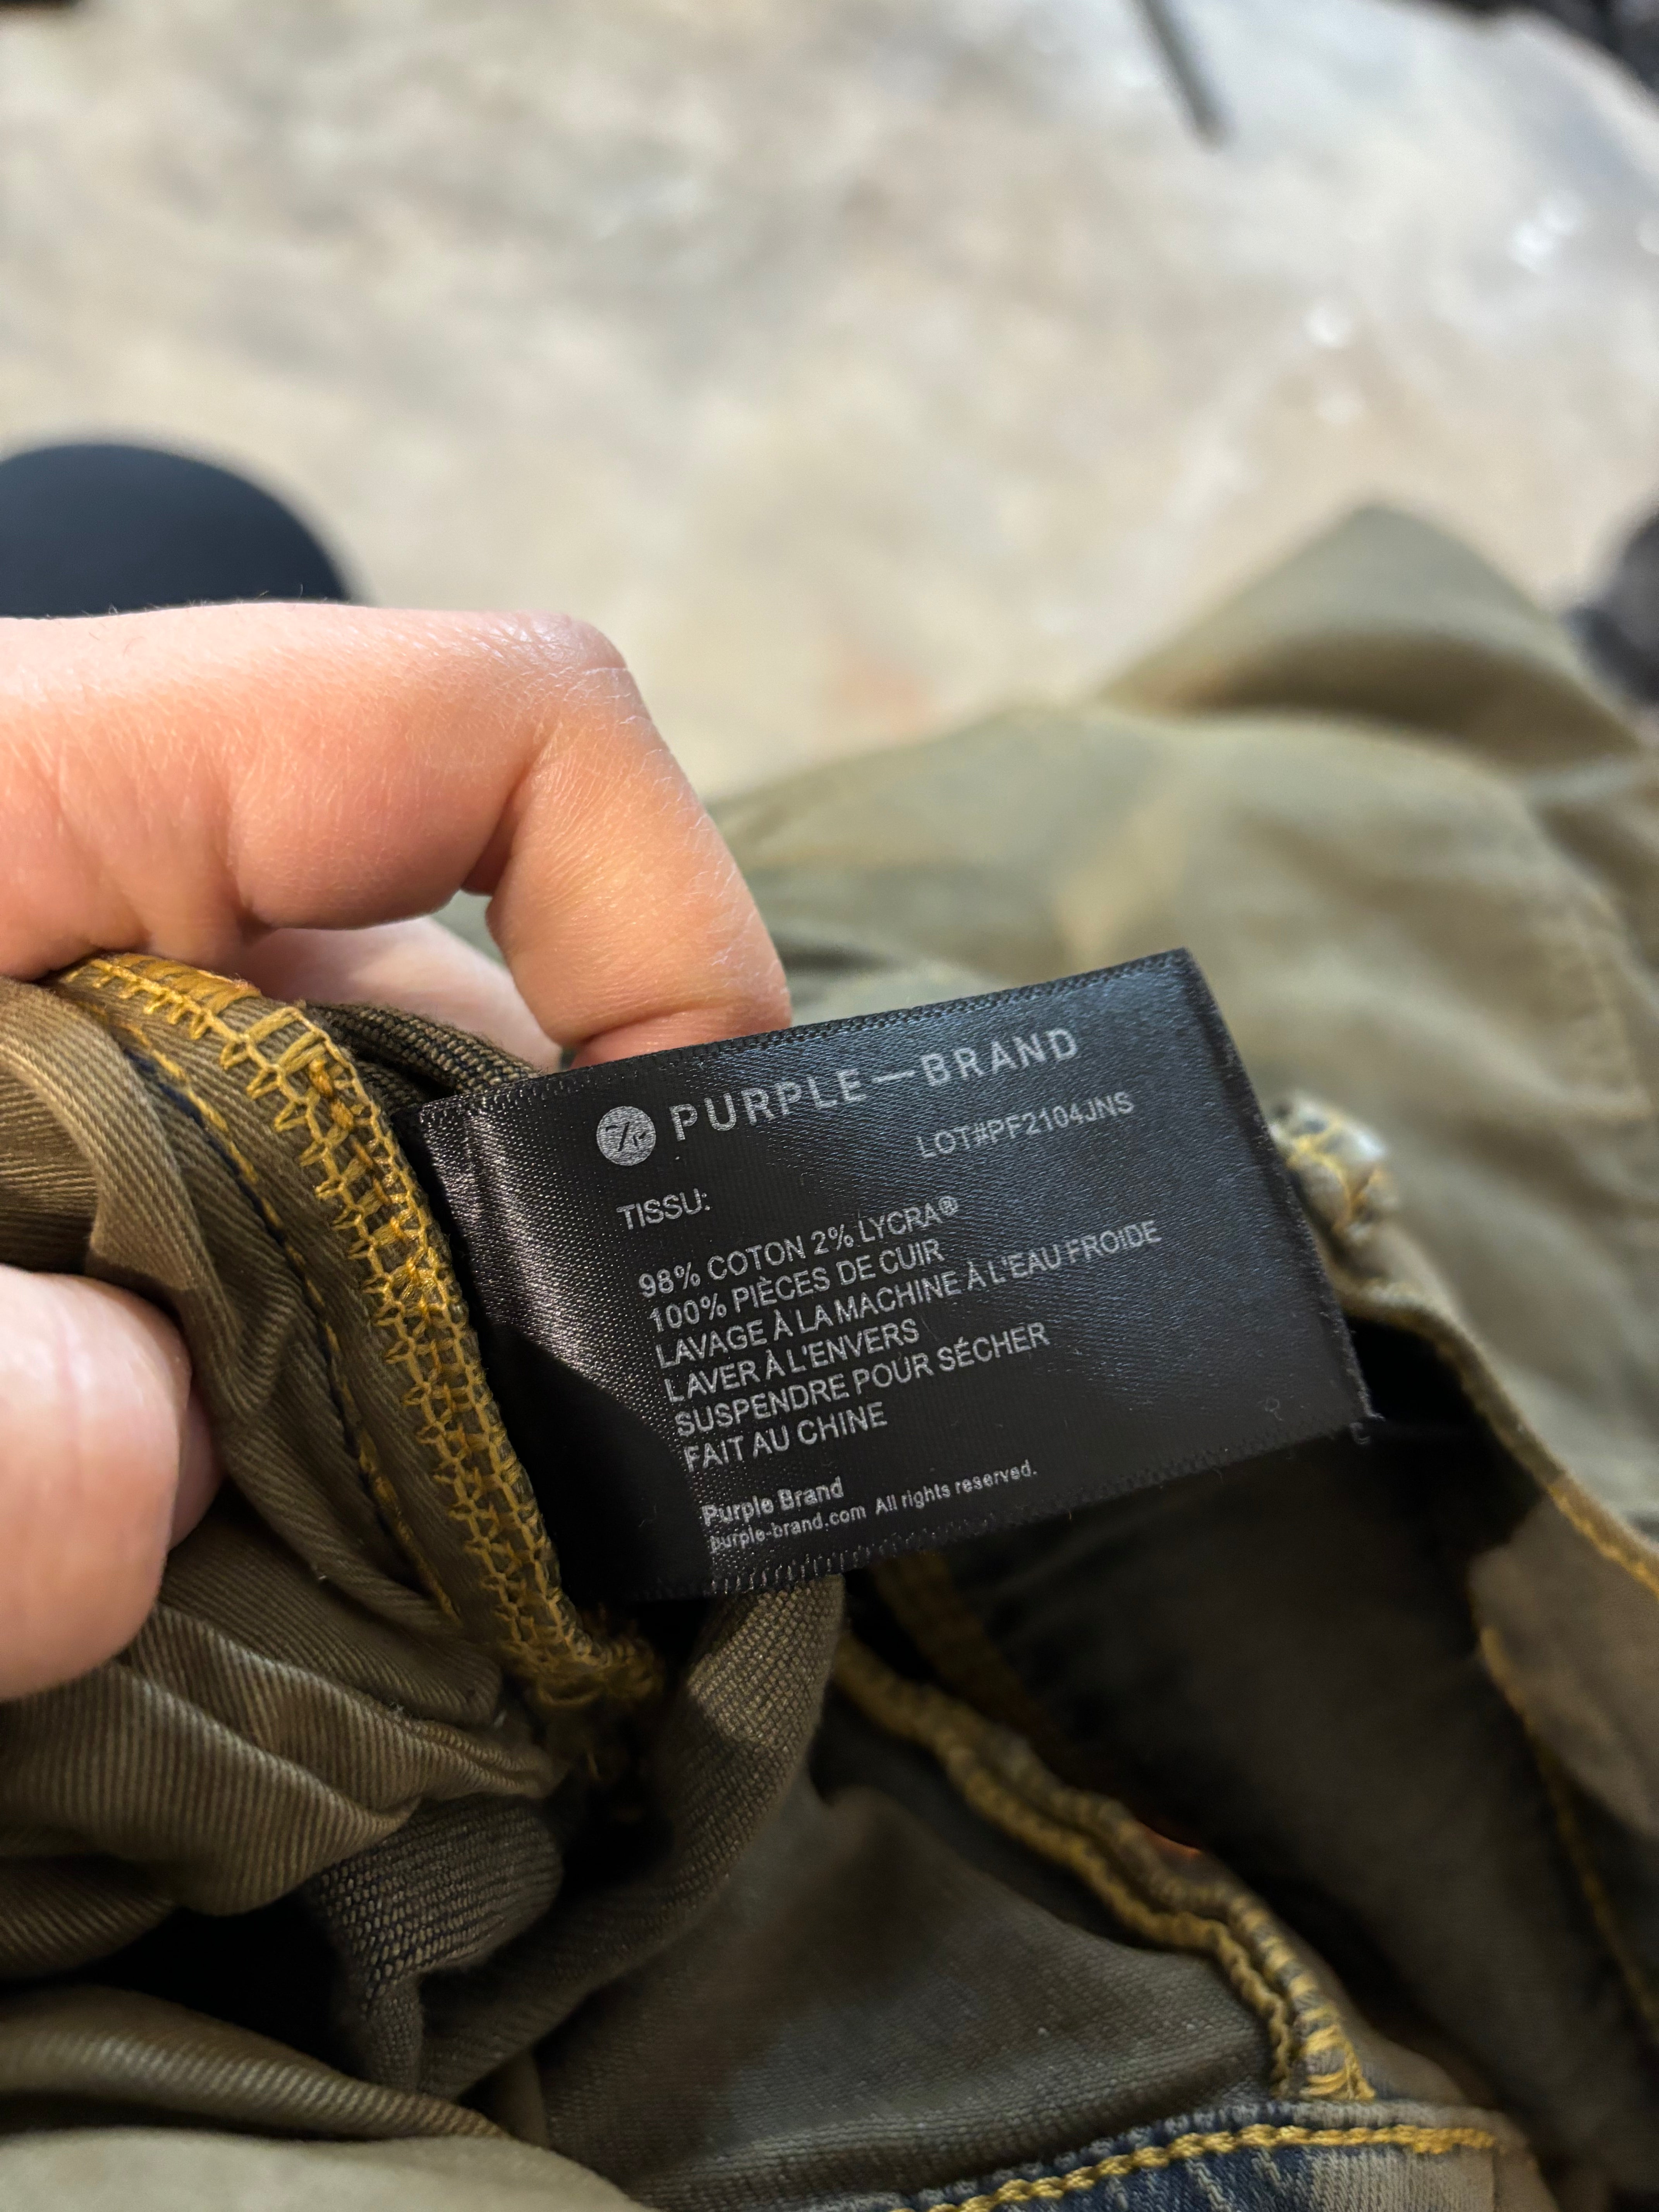 PURPLE—BRAND
LOT#PF2104JNS
TISSU:
98% COTON 2% LYCRA®
100% PIÈCES DE CUIR
LAVAGE À LA MACHINE À L'EAU FROIDE
LAVER À L'ENVERS
SUSPENDRE POUR SÉCHER
FAIT AU CHINE
Purple Brand
purple-brand.com All rights reserved.